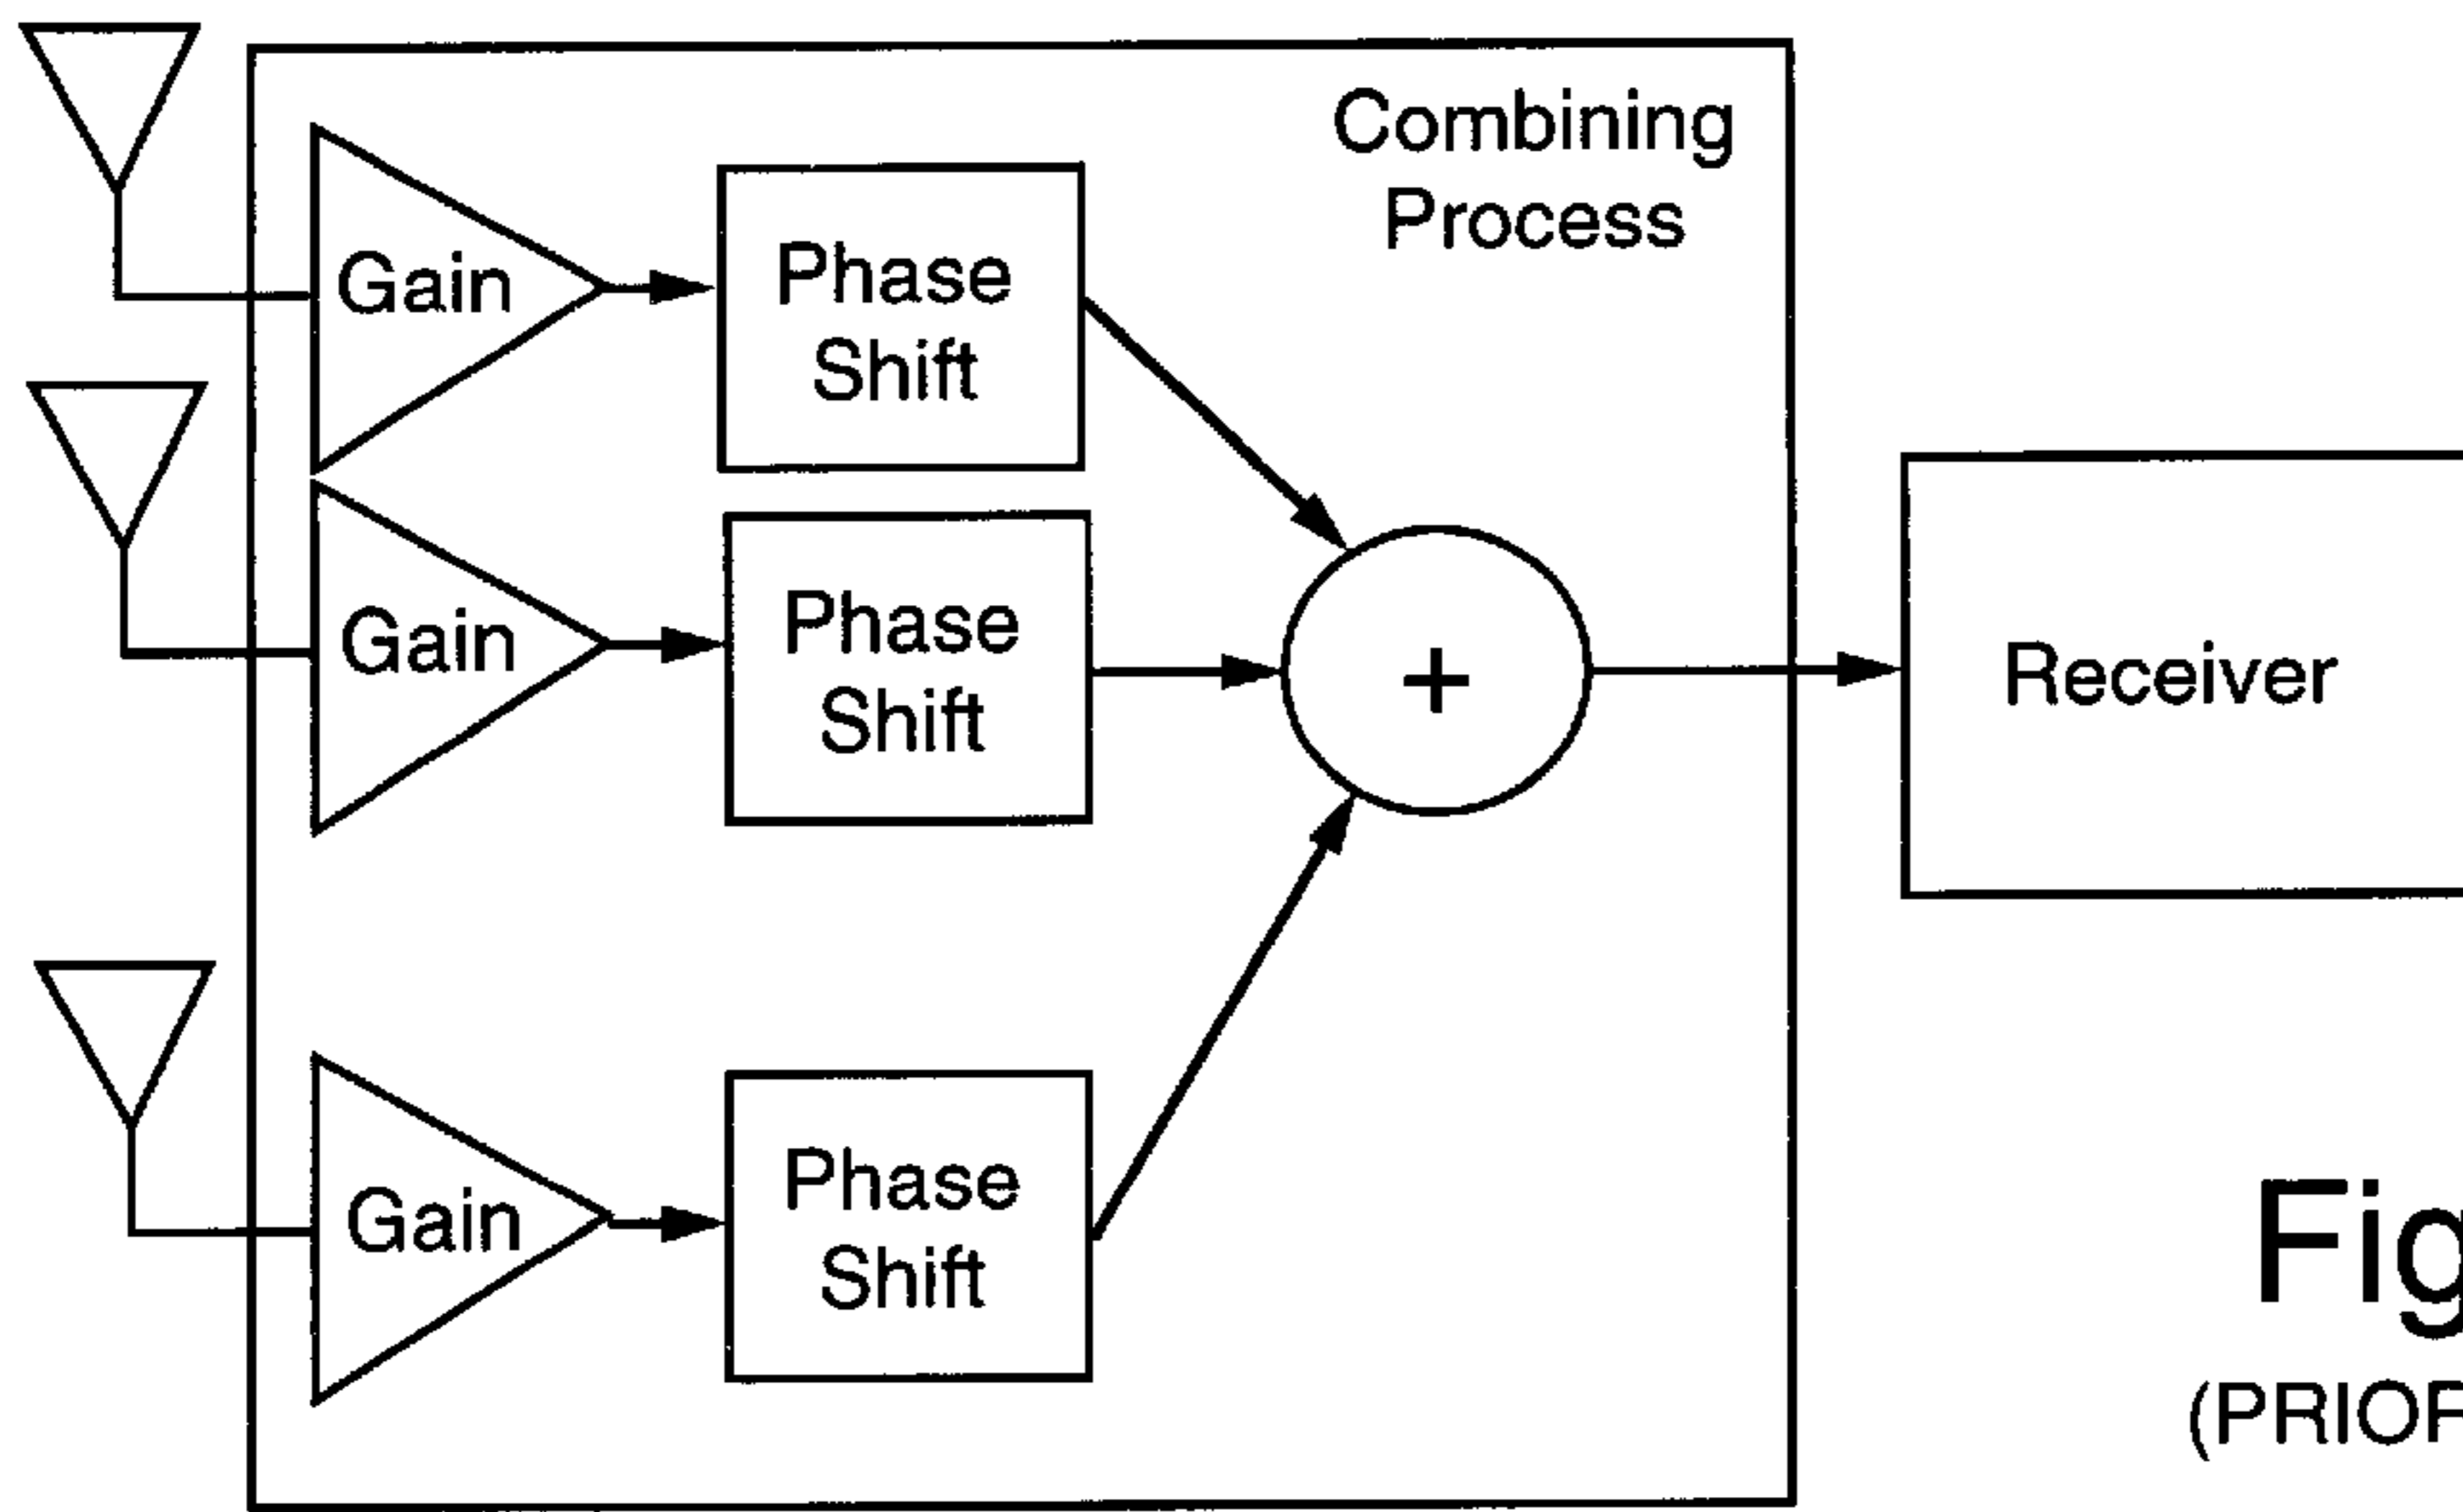 Combining
Process
Gain
Phase
Shift
Gain
Phase
Shift
+
Receiver
Gain
Phase
Shift
Fig
(PRIOR